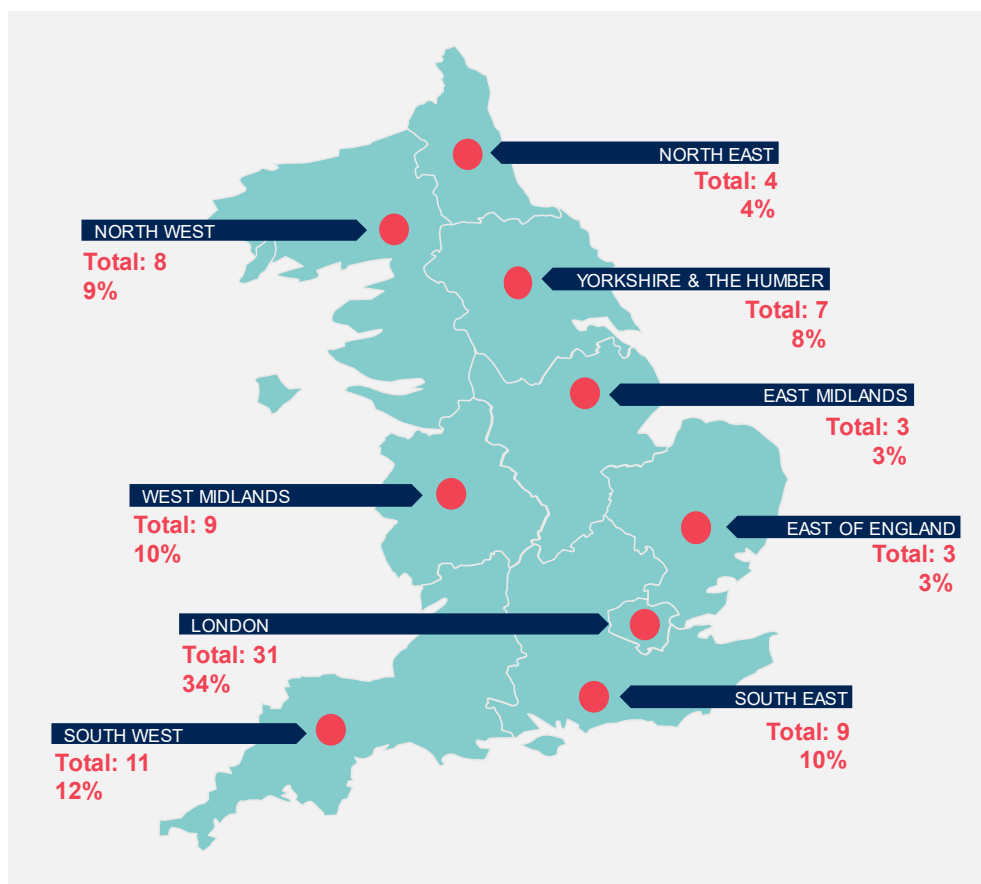 NORTH EAST
Total: 4
4%
NORTH WEST
Total: 8
9%
YORKSHIRE & THE HUMBER
Total: 7
8%
EAST MIDLANDS
Total: 3
3%
WEST MIDLANDS
Total: 9
10%
EAST OF ENGLAND
Total: 3
3%
LONDON
Total: 31
34%
SOUTH EAST
Total: 9
10%
SOUTH WEST
Total: 11
12%